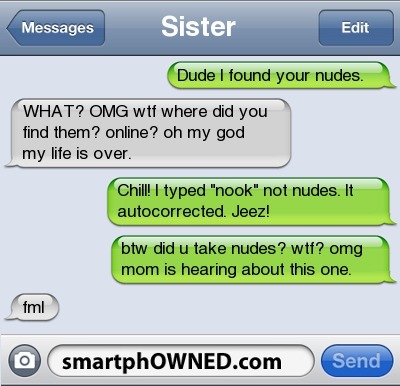 Messages
Sister
Edit
Dude I found your nudes.
WHAT? OMG wtf where did you
find them? online? oh my god
my life is over.
Chill! I typed "nook" not nudes. It
autocorrected. Jeez!
btw did u take nudes? wtf? omg
mom is hearing about this one.
fml
smartphOWNED.com
Send